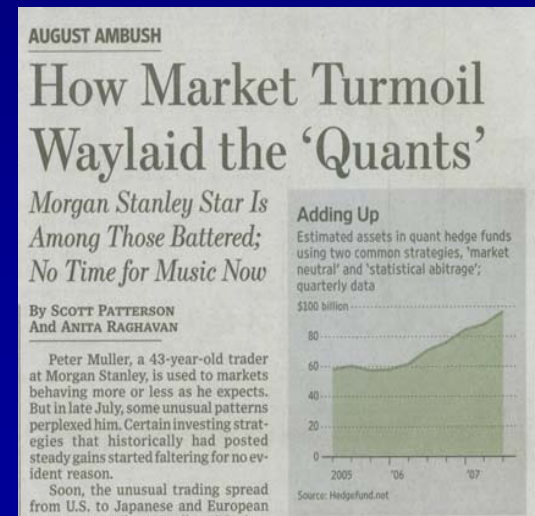 AUGUST AMBUSH
How Market Turmoil
Waylaid the ‘Quants’
Morgan Stanley Star Is
Among Those Battered;
No Time for Music Now
By SCOTT PATTERSON
And ANITA RAGHAVAN
Peter Muller, a 43-year-old trader
at Morgan Stanley, is used to markets
behaving more or less as he expects.
But in late July, some unusual patterns
perplexed him. Certain investing strat-
egies that historically had posted
steady gains started faltering for no ev-
ident reason.
Soon, the unusual trading spread
from U.S. to Japanese and European
Adding Up
Estimated assets in quant hedge funds
using two common strategies, ‘market
neutral’ and ‘statistical abitrage’;
quarterly data
$100 billion
80
60
40
20
0
2005 ’06 ’07
Source: Hedgefund.net